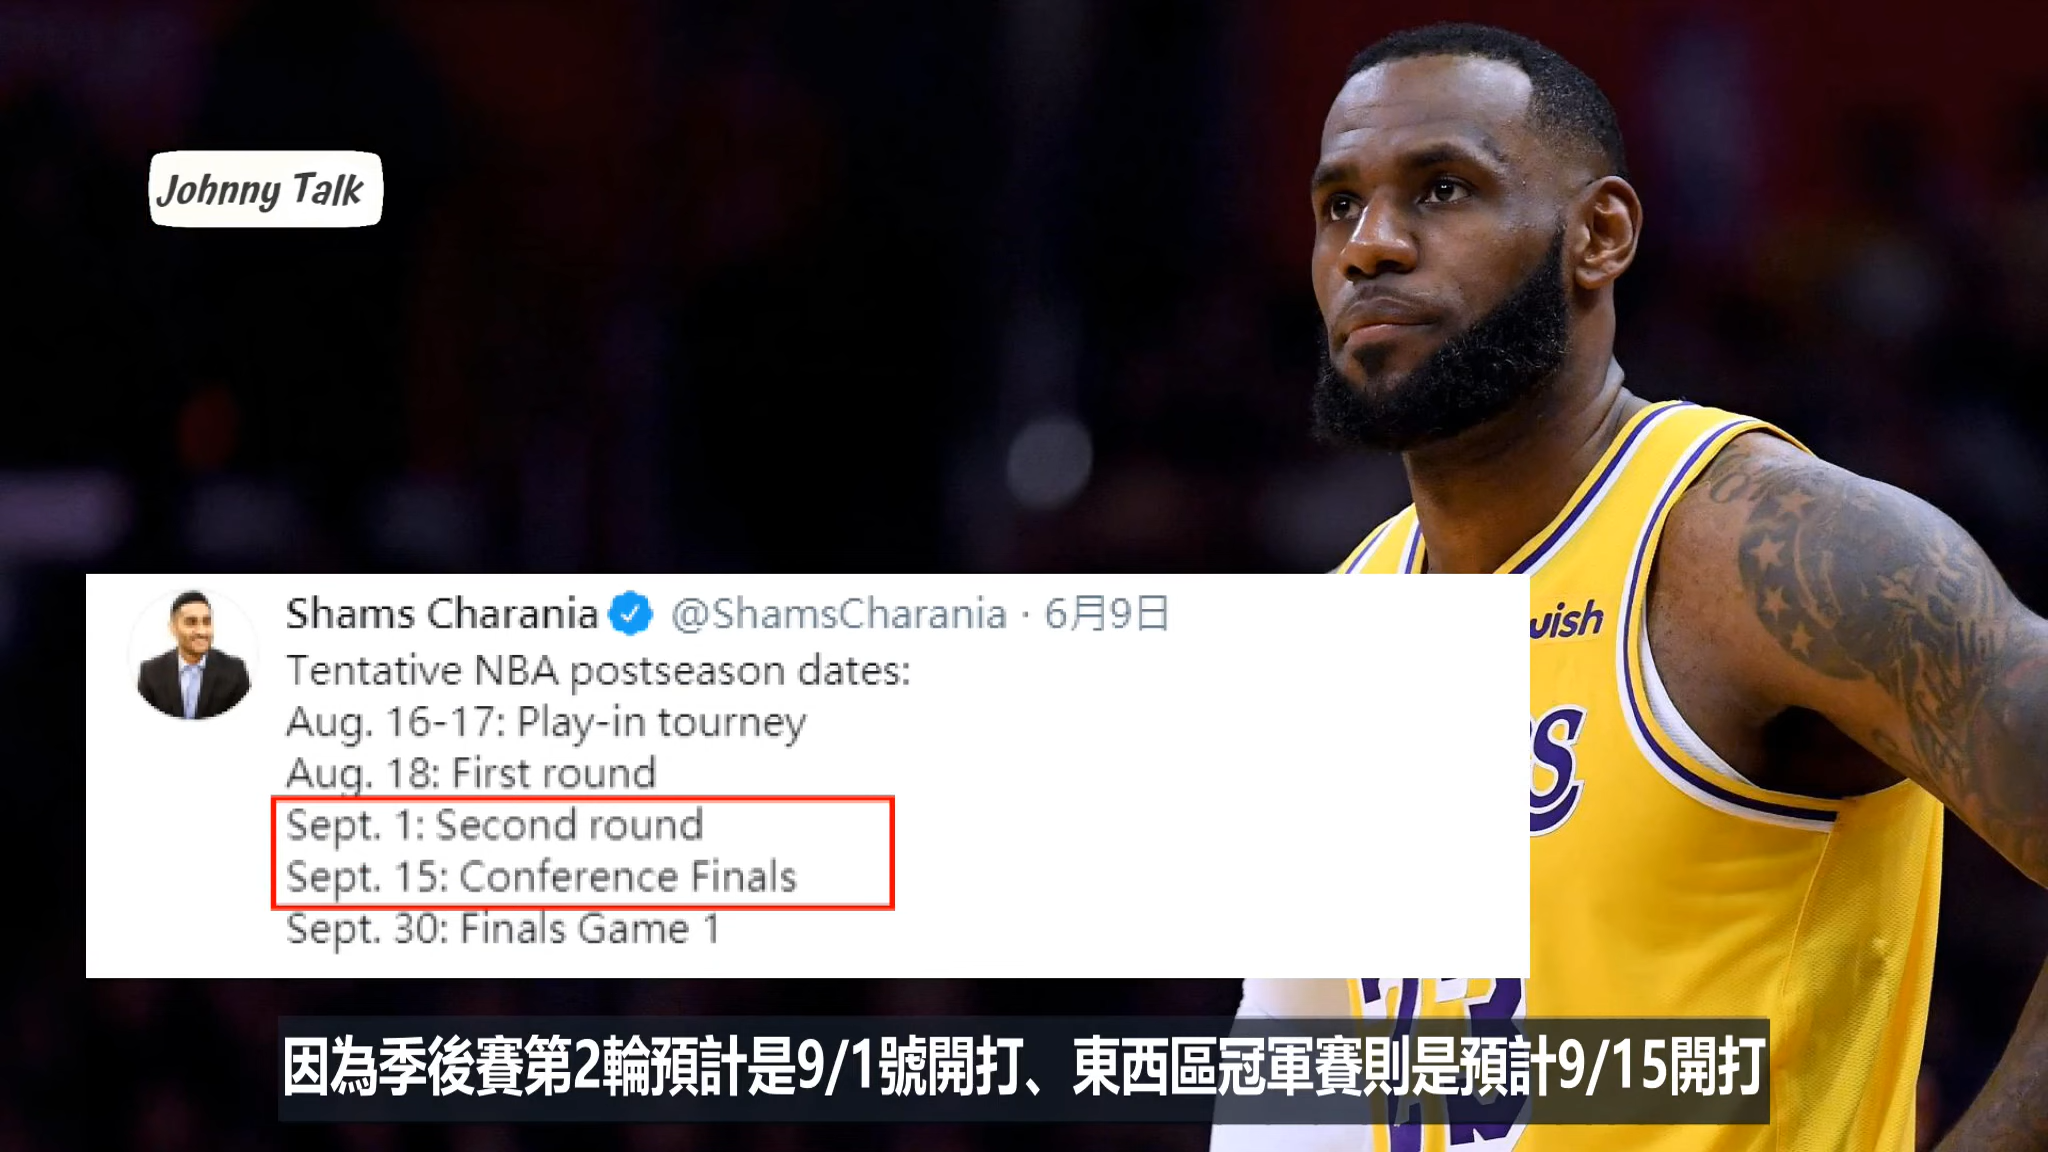 Johnny Talk
Shams Charania @ShamsCharania · 6月9日
Tentative NBA postseason dates:
Aug. 16-17: Play-in tourney
Aug. 18: First round
Sept. 1: Second round
Sept. 15: Conference Finals
Sept. 30: Finals Game 1
wish
23
因為季後賽第2輪預計是9/1號開打、東西區冠軍賽則是預計9/15開打